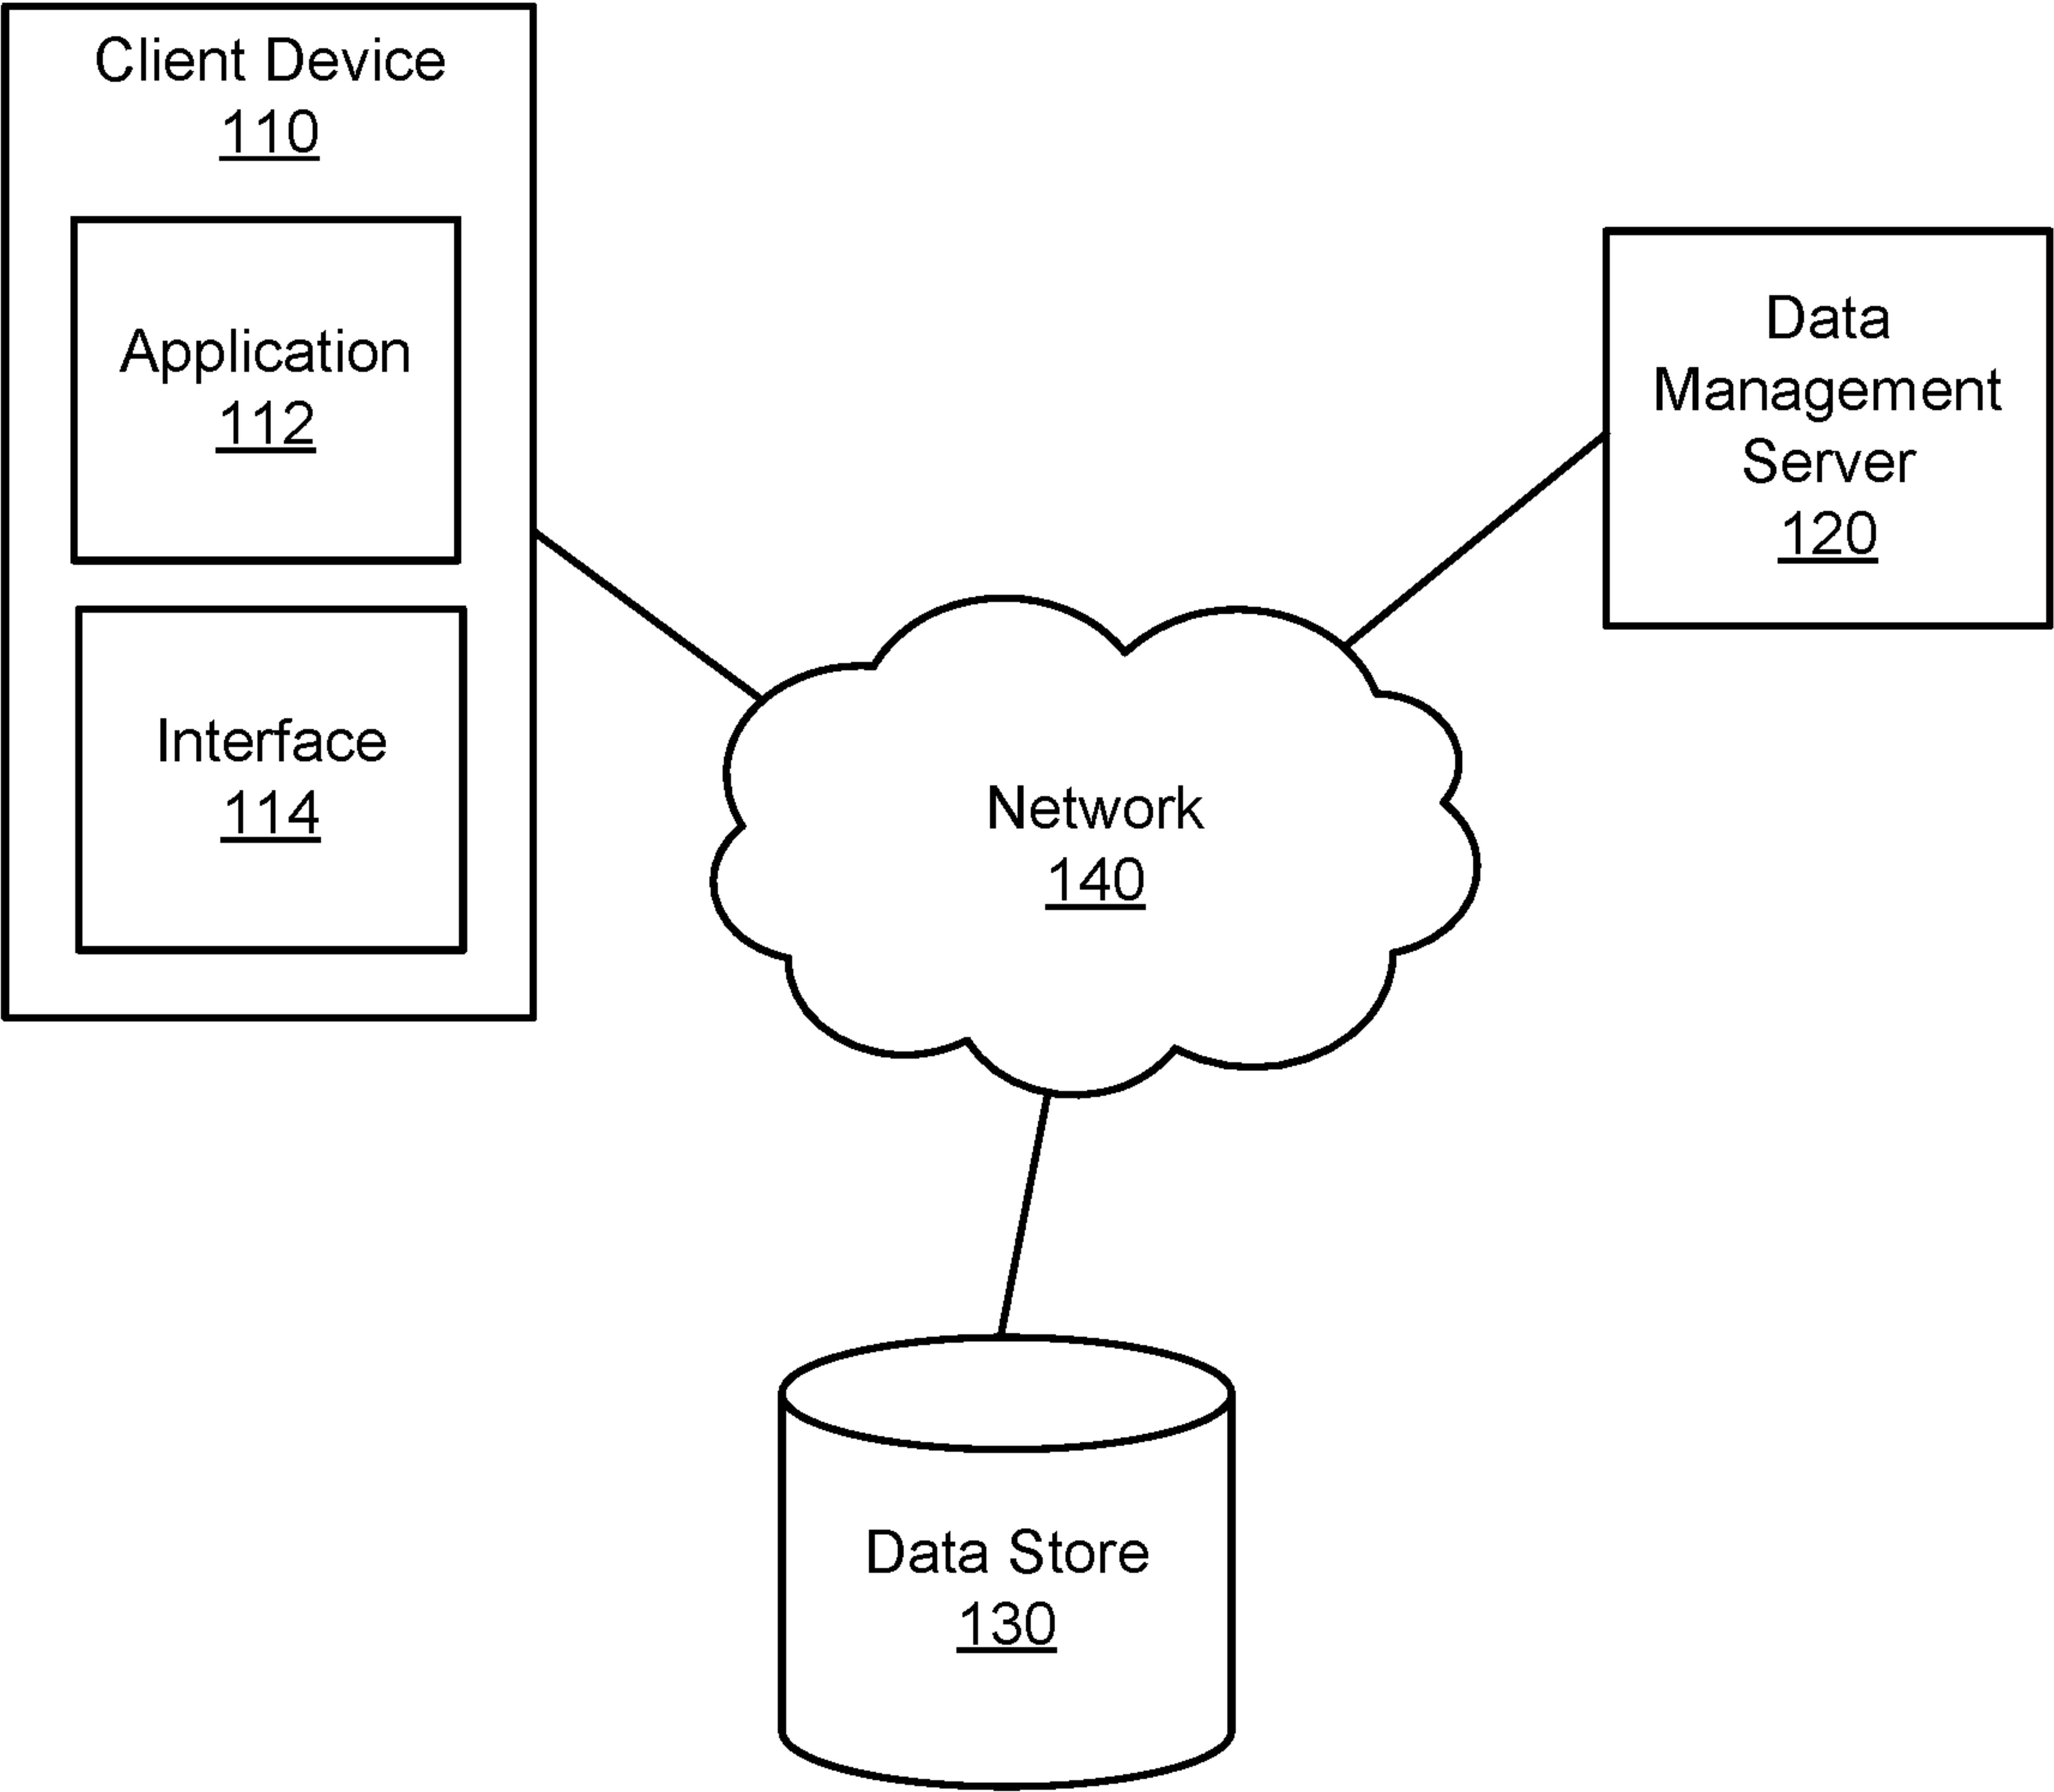 Client Device
110
Application
112
Interface
114
Data
Management
Server
120
Network
140
Data Store
130